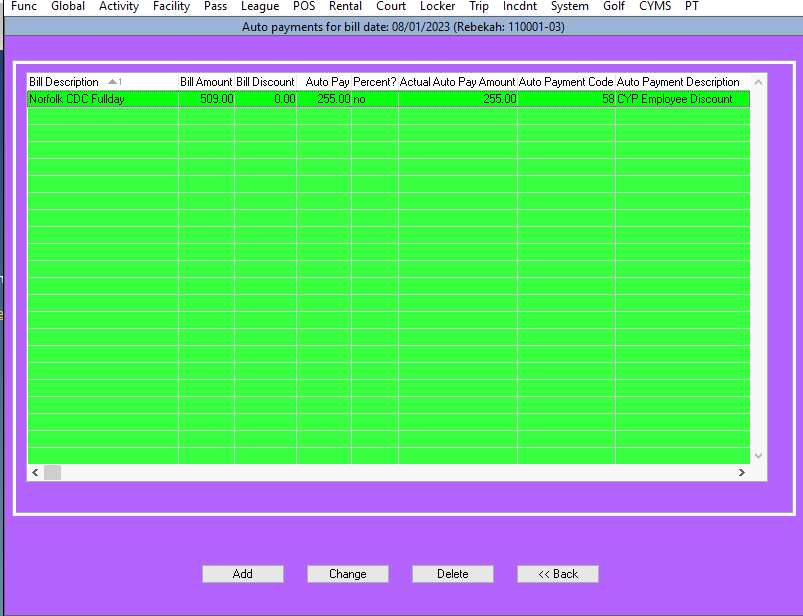 Func Global Activity Facility Pass League POS Rental Court Locker Trip Incdnt System Golf CYMS PT
Auto payments for bill date: 08/01/2023 (Rebekah: 110001-03)
Bill Description 1 Bill Amount Bill Discount Auto Pay Percent? Actual Auto Pay Amount Auto Payment Code Auto Payment Description
Norfolk CDC Fullday 509.00 0.00 255.00 no 255.00 58 CYP Employee Discount
Add Change Delete << Back